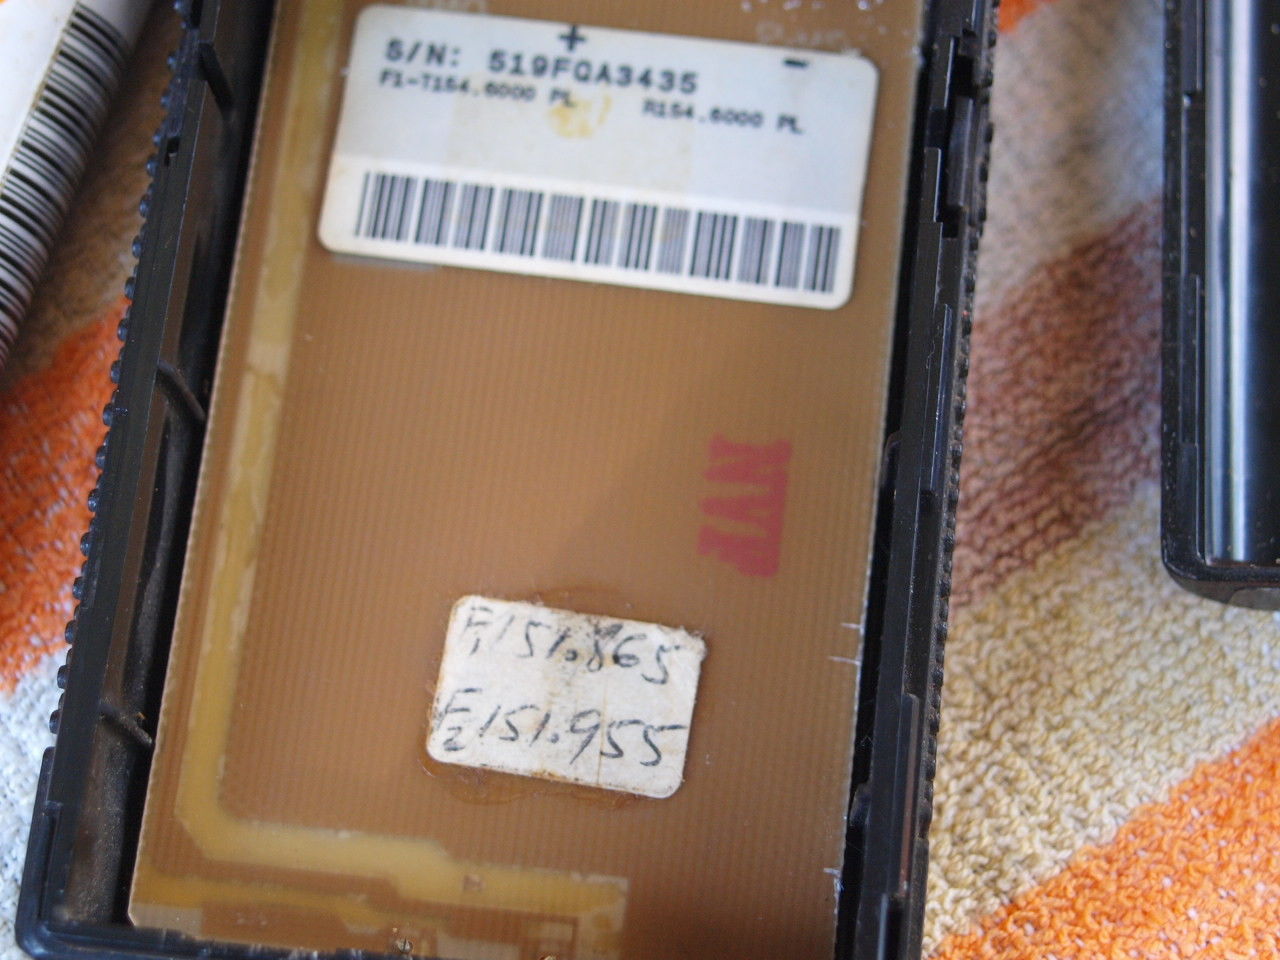 + -
S/N: 519FQA3435
F1-T154.6000 PL R154.6000 PL
F1 151.865
F2 151.955